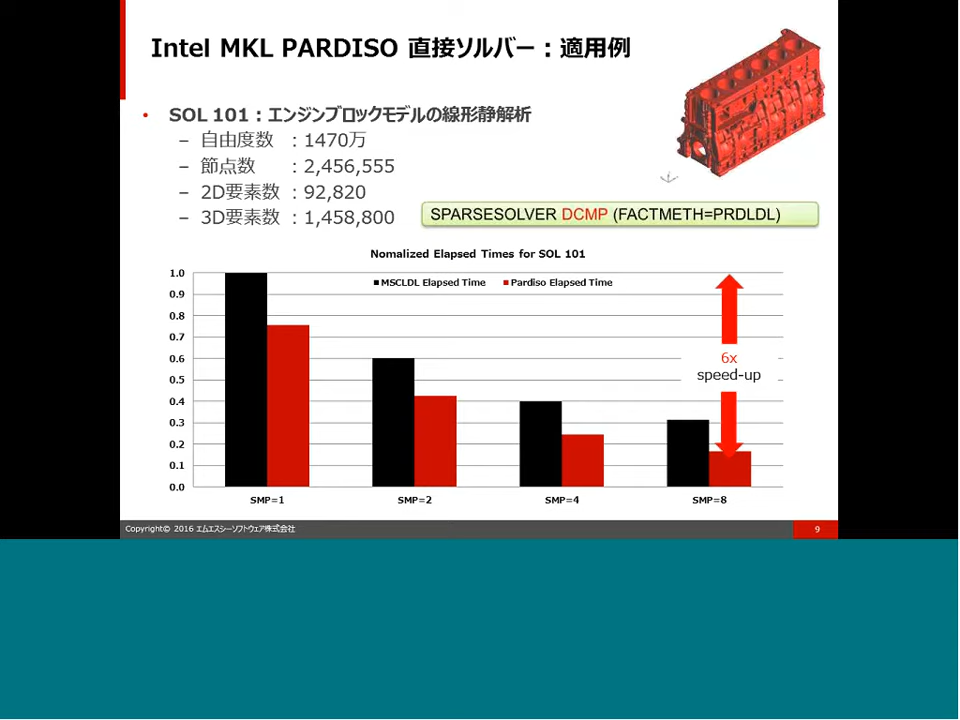 Intel MKL PARDISO 直接ソルバー：適用例
• SOL 101：エンジンブロックモデルの線形静解析
– 自由度数 ：1470万
– 節点数 ：2,456,555
– 2D要素数 ：92,820
– 3D要素数 ：1,458,800
SPARSESOLVER DCMP (FACTMETH=PRDLDL)
Nomalized Elapsed Times for SOL 101
MSCLDL Elapsed Time
Pardiso Elapsed Time
1.0
0.9
0.8
0.7
0.6
0.5
0.4
0.3
0.2
0.1
0.0
6x
speed-up
SMP=1
SMP=2
SMP=4
SMP=8
Copyright© 2016 エムエスシーソフトウェア株式会社
9